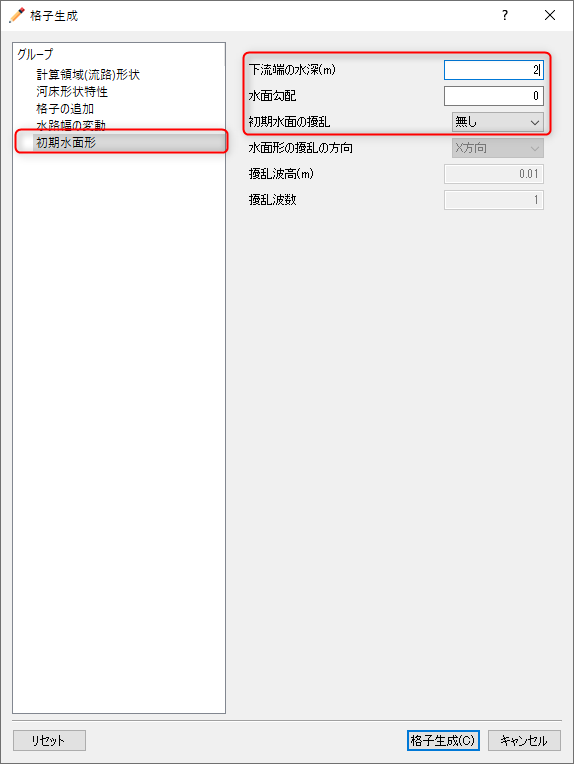 格子生成
?
グループ
計算領域(流路)形状
河床形状特性
格子の追加
水路幅の変動
初期水面形
下流端の水深(m) 2
水面勾配 0
初期水面の擾乱 無し
水面形の擾乱の方向 X方向
擾乱波高(m) 0.01
擾乱波数 1
リセット
格子生成(C)
キャンセル